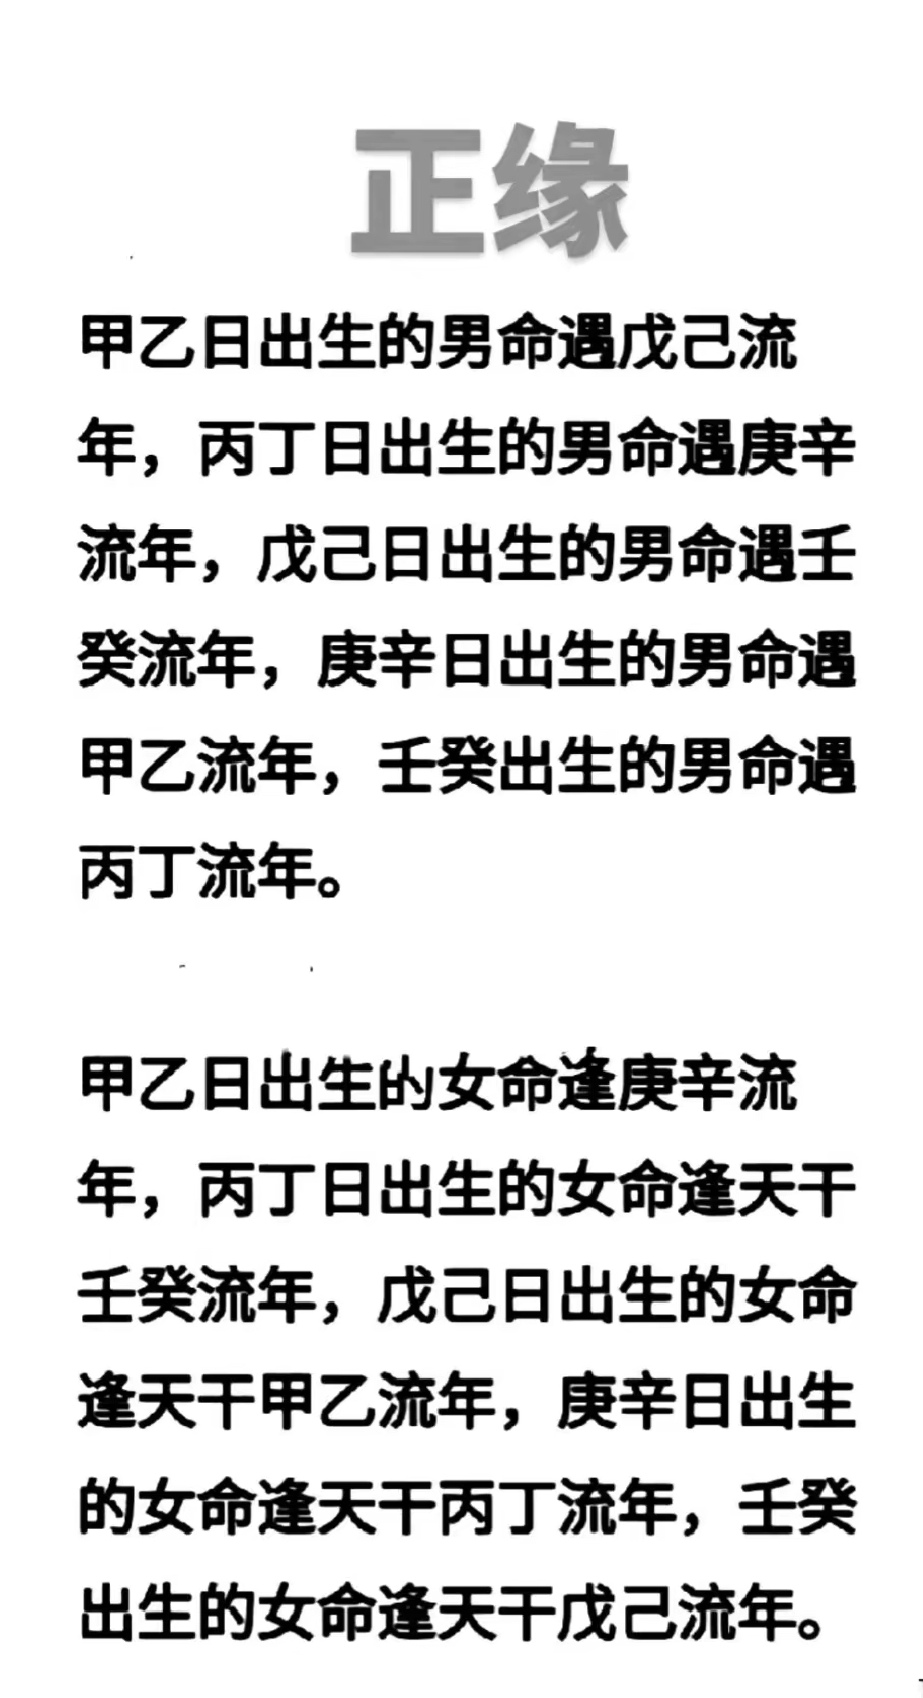 正缘
甲乙日出生的男命遇戊己流
年，丙丁日出生的男命遇庚辛
流年，戊己日出生的男命遇壬
癸流年，庚辛日出生的男命遇
甲乙流年，壬癸出生的男命遇
丙丁流年。
甲乙日出生的女命逢庚辛流
年，丙丁日出生的女命逢天干
壬癸流年，戊己日出生的女命
逢天干甲乙流年，庚辛日出生
的女命逢天干丙丁流年，壬癸
出生的女命逢天干戊己流年。